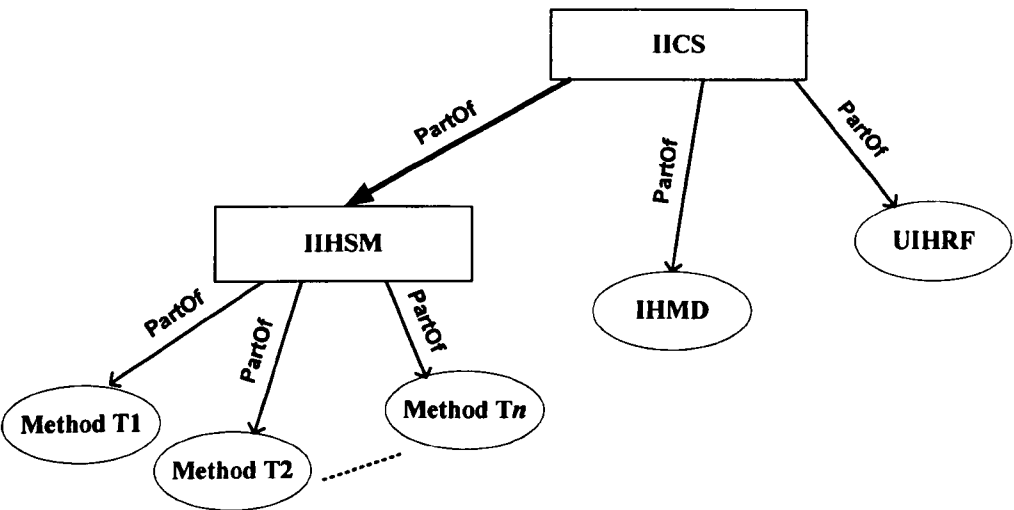 IICS
PartOf
PartOf
PartOf
IIHSM
UIHRF
IHMD
PartOf
PartOf
PartOf
Method T1
Method T2
Method Tn